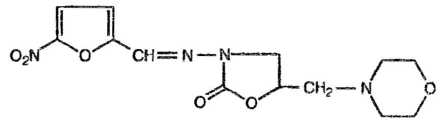 O₂N O CH=N N CH₂ N O
O O